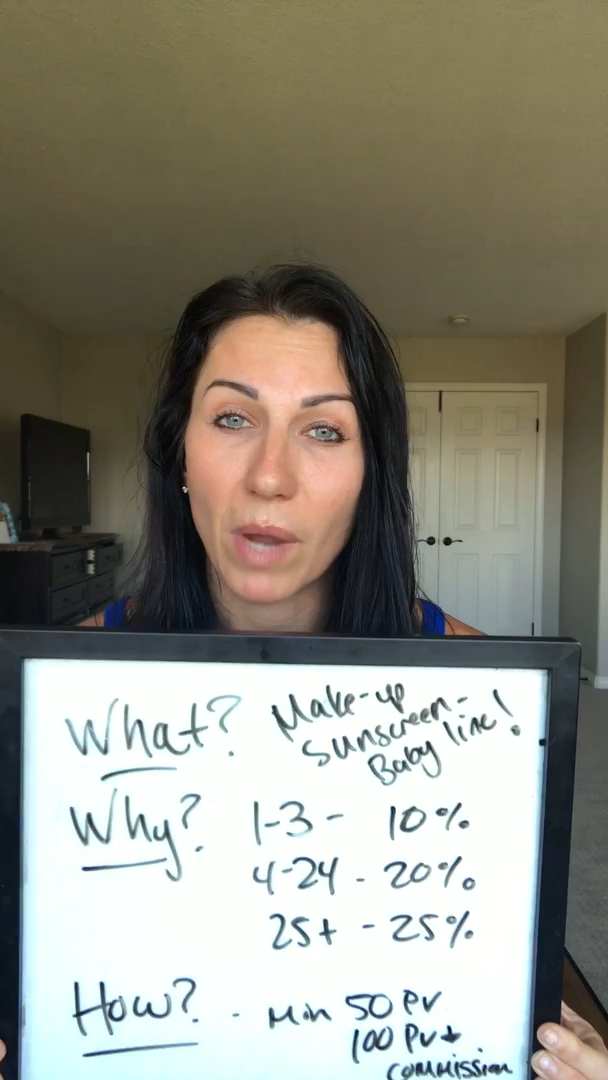 What? Make-up
Sunscreen-
Baby line!
Why? 1-3 - 10%
4-24 - 20%
25+ - 25%
How? - Min 50 PV
100 PV+
commission